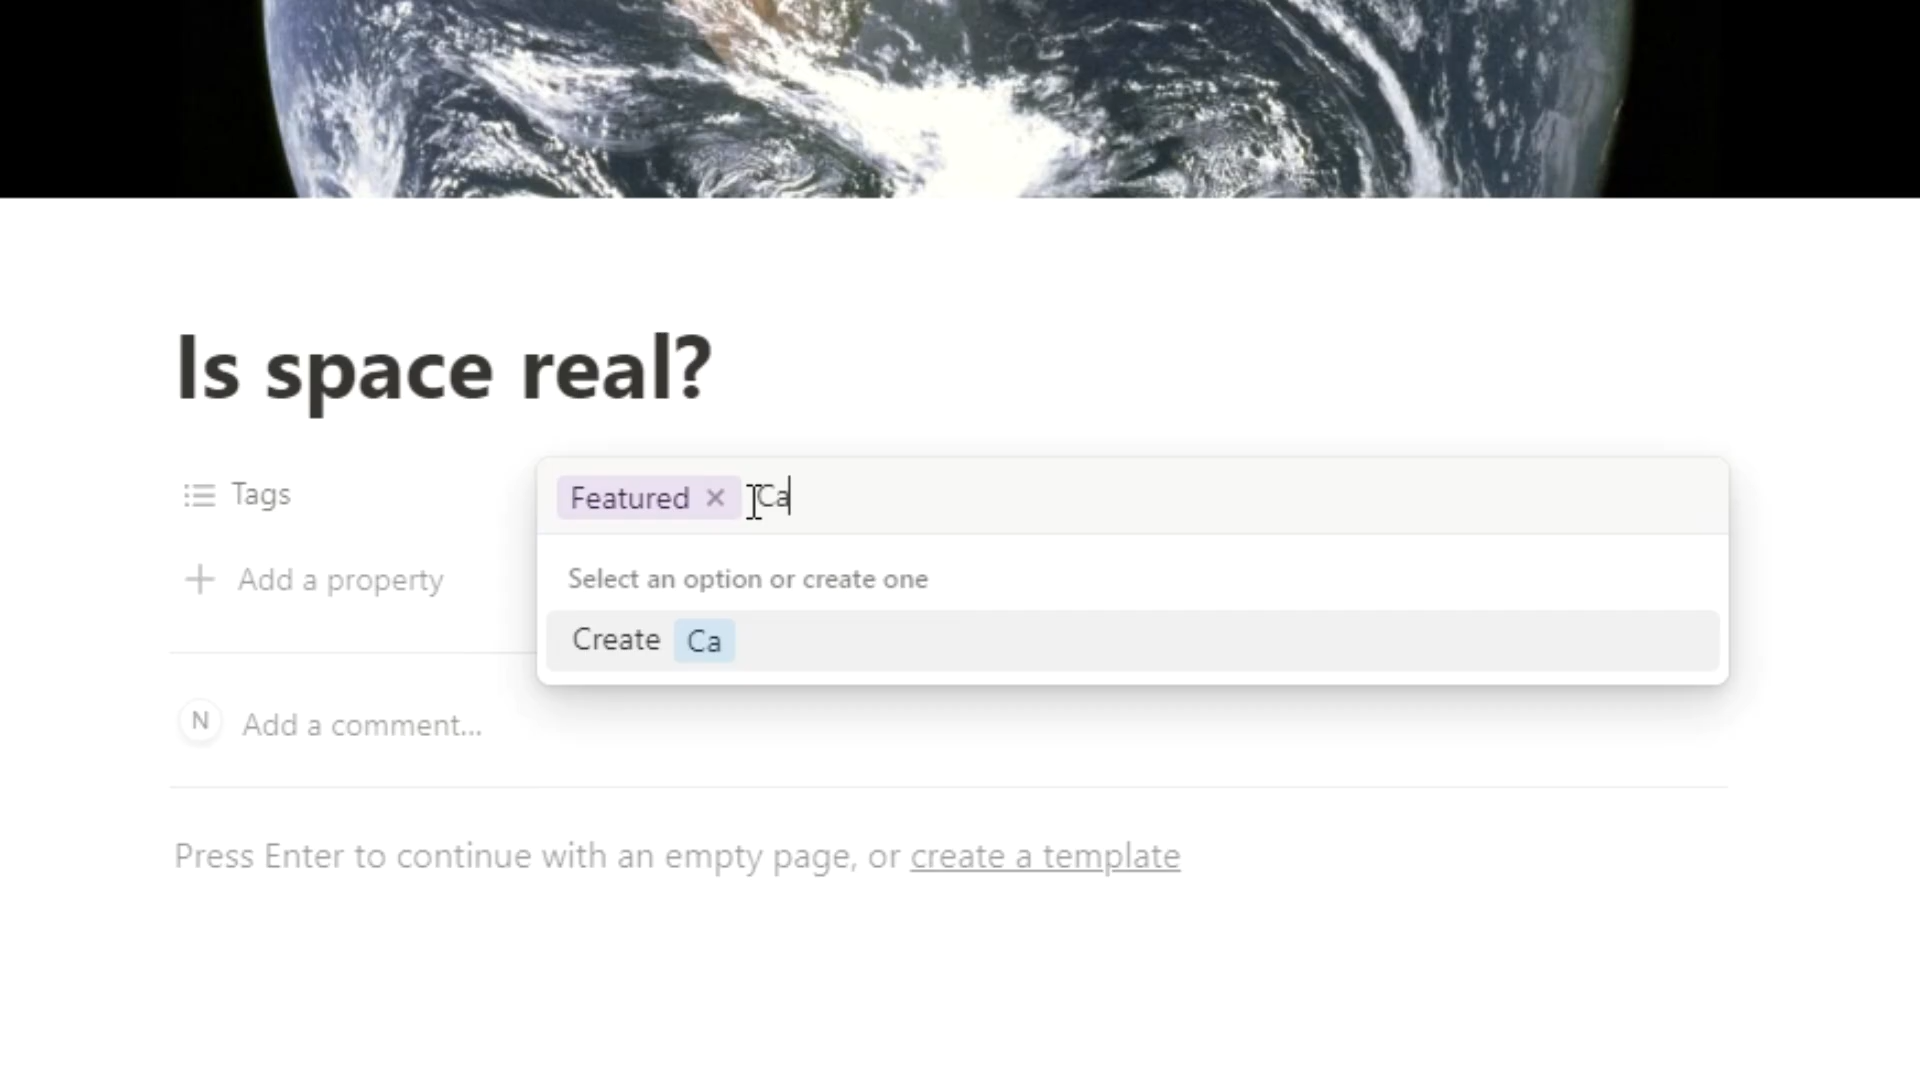 Is space real?
Tags
Featured × Ca
Select an option or create one
Create Ca
Add a property
N Add a comment...
Press Enter to continue with an empty page, or create a template